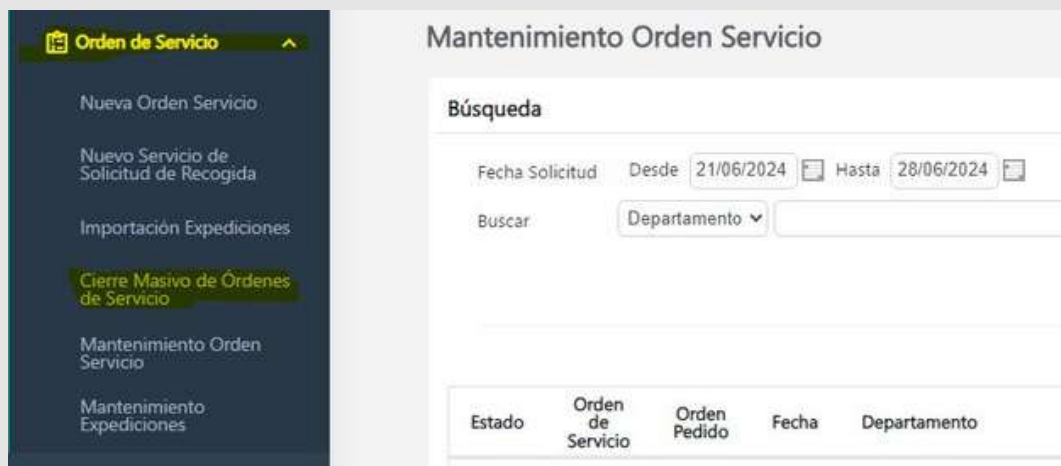 Orden de Servicio
Nueva Orden Servicio
Nuevo Servicio de
Solicitud de Recogida
Importación Expediciones
Cierre Masivo de Órdenes
de Servicio
Mantenimiento Orden
Servicio
Mantenimiento
Expediciones
Mantenimiento Orden Servicio
Búsqueda
Fecha Solicitud Desde 21/06/2024 Hasta 28/06/2024
Buscar Departamento
Estado Orden de Servicio Orden Pedido Fecha Departamento